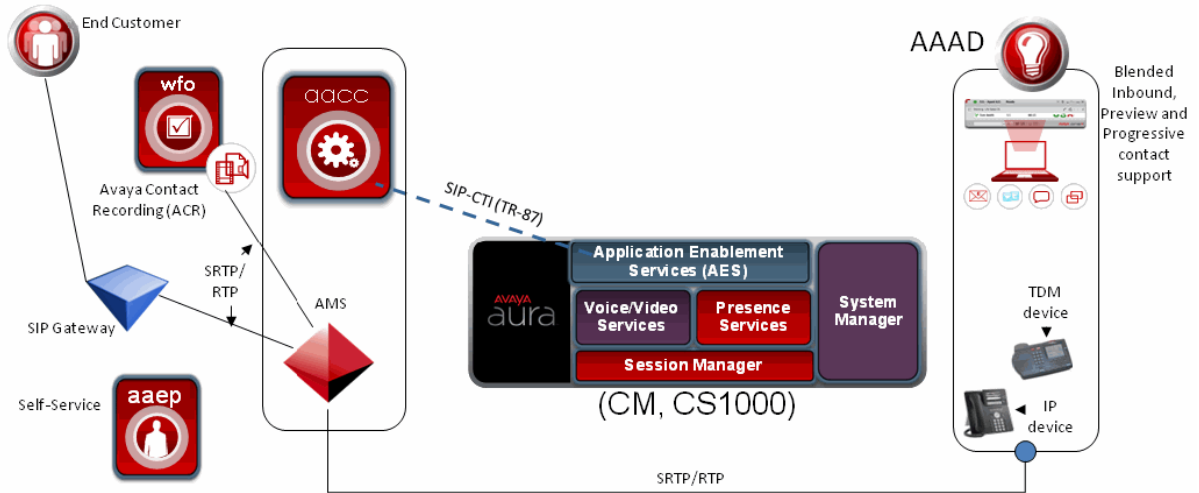 End Customer
wfo
Avaya Contact
Recording (ACR)
SRTP/
RTP
SIP Gateway
Self-Service
aaep
aacc
AMS
SIP-CTI (TR-87)
AVAYA
aura
Application Enablement
Services (AES)
Voice/Video
Services
Presence
Services
Session Manager
System
Manager
(CM, CS1000)
SRTP/RTP
AAAD
Blended
Inbound,
Preview and
Progressive
contact
support
TDM
device
IP
device